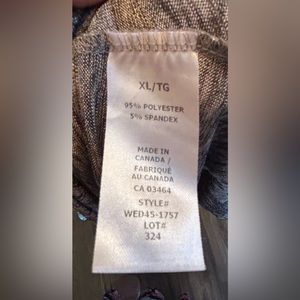 XL/TG
95% POLYESTER
5% SPANDEX
MADE IN
CANADA /
FABRIQUÉ
AU CANADA
CA 03464
STYLE#
WED45-1757
LOT#
324